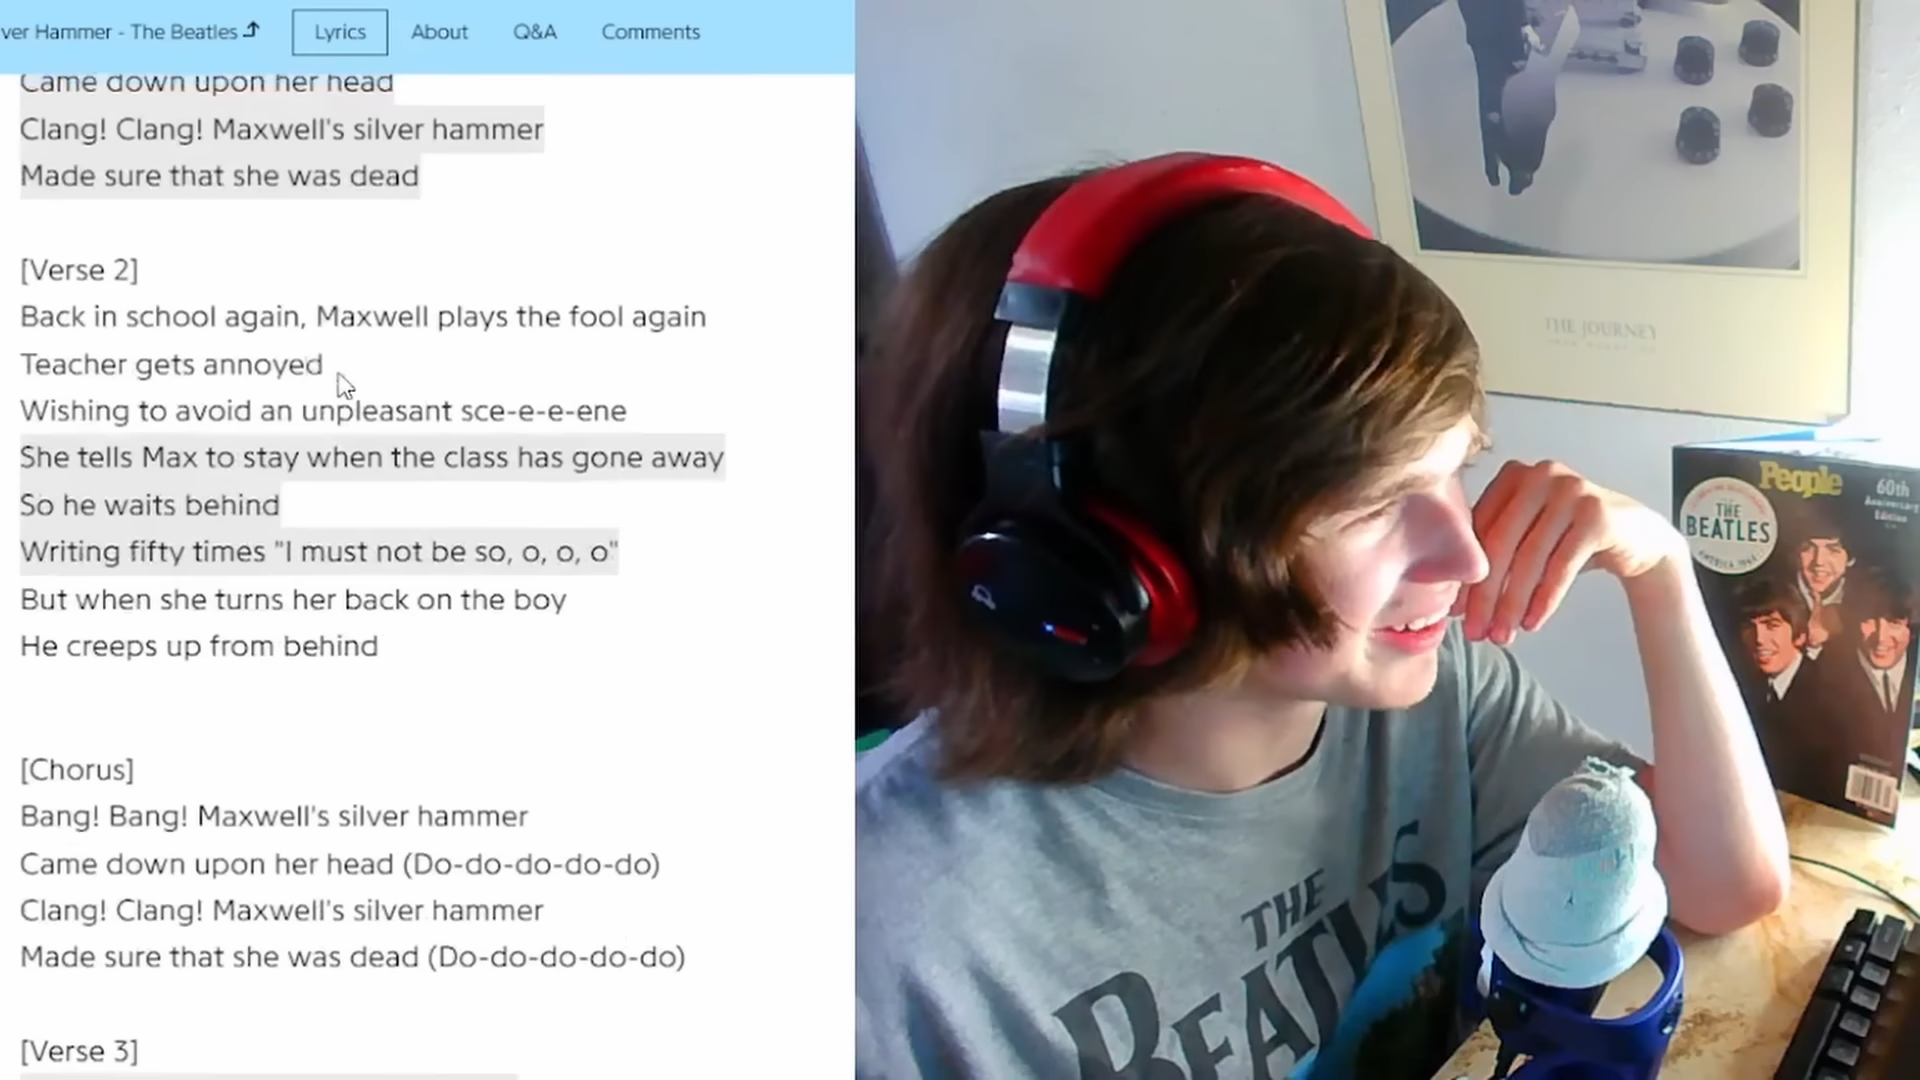 ver Hammer - The Beatles
Lyrics
About
Q&A
Comments
Came down upon her head
Clang! Clang! Maxwell's silver hammer
Made sure that she was dead
[Verse 2]
Back in school again, Maxwell plays the fool again
Teacher gets annoyed
Wishing to avoid an unpleasant sce-e-e-ene
She tells Max to stay when the class has gone away
So he waits behind
Writing fifty times "I must not be so, o, o, o"
But when she turns her back on the boy
He creeps up from behind
[Chorus]
Bang! Bang! Maxwell's silver hammer
Came down upon her head (Do-do-do-do-do)
Clang! Clang! Maxwell's silver hammer
Made sure that she was dead (Do-do-do-do-do)
[Verse 3]
THE JOURNEY
People
60th
Anniversary
Edition
THE
BEATLES
THE
BEATLES